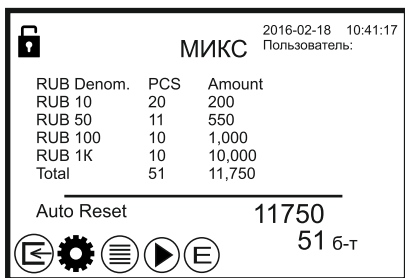 2016-02-18 10:41:17
МИКС Пользователь:
RUB Denom. PCS Amount
RUB 10 20 200
RUB 50 11 550
RUB 100 10 1,000
RUB 1К 10 10,000
Total 51 11,750
Auto Reset 11750
51 б-т
E